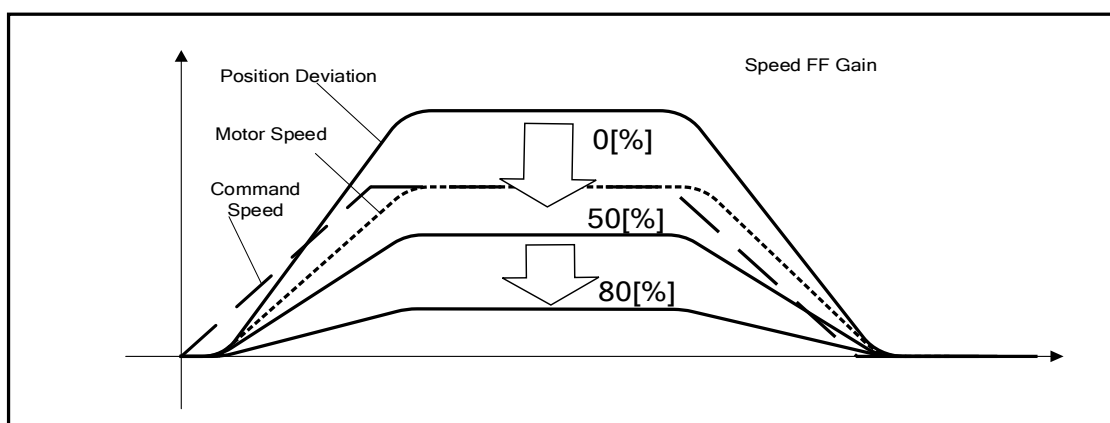 Position Deviation
Speed FF Gain
Motor Speed
0[%]
Command
Speed
50[%]
80[%]